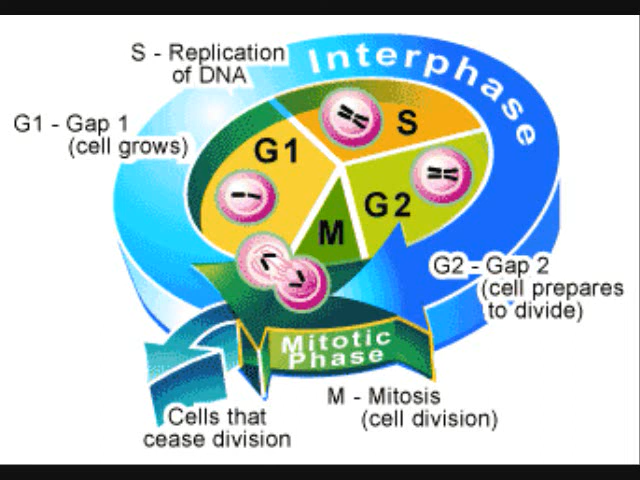 S - Replication
of DNA
Interphase
G1 - Gap 1
(cell grows)
G1
S
G2
M
G2 - Gap 2
(cell prepares
to divide)
Mitotic
Phase
M - Mitosis
(cell division)
Cells that
cease division